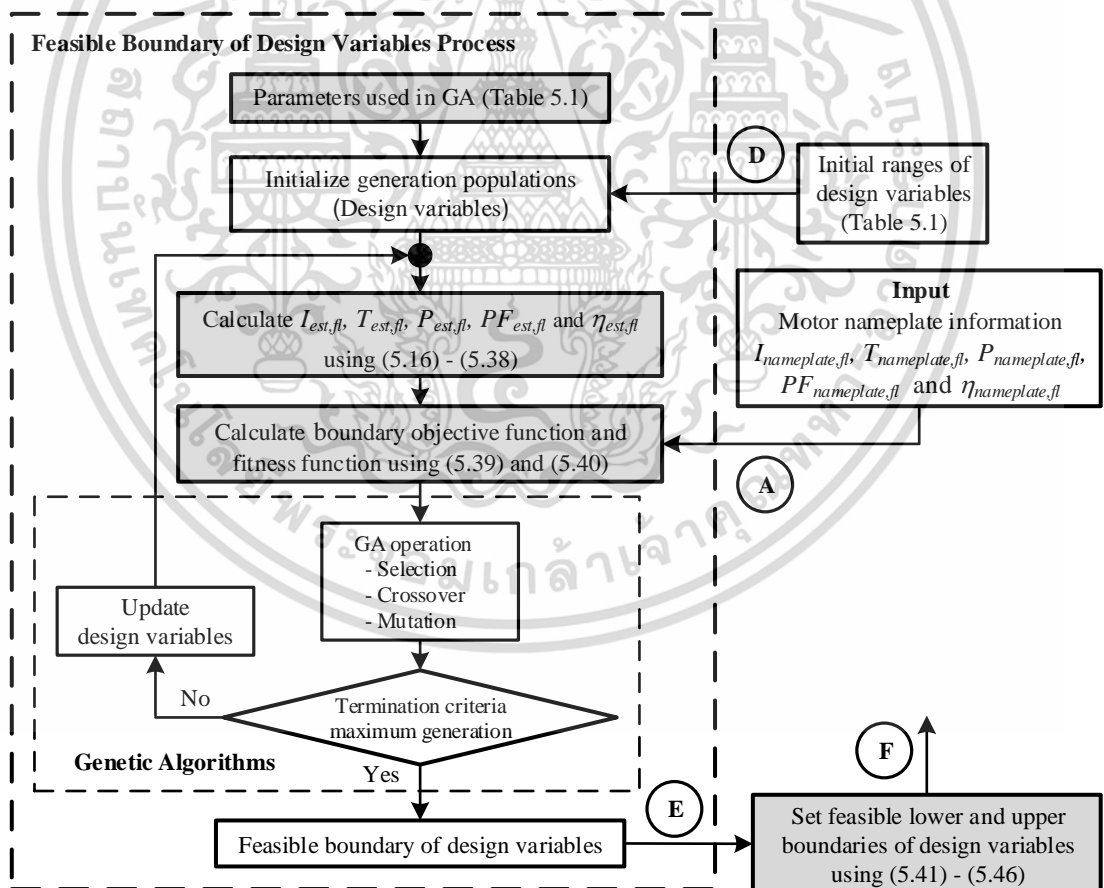 Feasible Boundary of Design Variables Process
Parameters used in GA (Table 5.1)
Initialize generation populations
(Design variables)
D
Initial ranges of
design variables
(Table 5.1)
Calculate I_est,fl, T_est,fl, P_est,fl, PF_est,fl and η_est,fl
using (5.16) - (5.38)
Input
Motor nameplate information
I_nameplate,fl, T_nameplate,fl, P_nameplate,fl,
PF_nameplate,fl and η_nameplate,fl
Calculate boundary objective function and
fitness function using (5.39) and (5.40)
A
GA operation
- Selection
- Crossover
- Mutation
Update
design variables
No
Termination criteria
maximum generation
Genetic Algorithms
Yes
Feasible boundary of design variables
E
F
Set feasible lower and upper
boundaries of design variables
using (5.41) - (5.46)